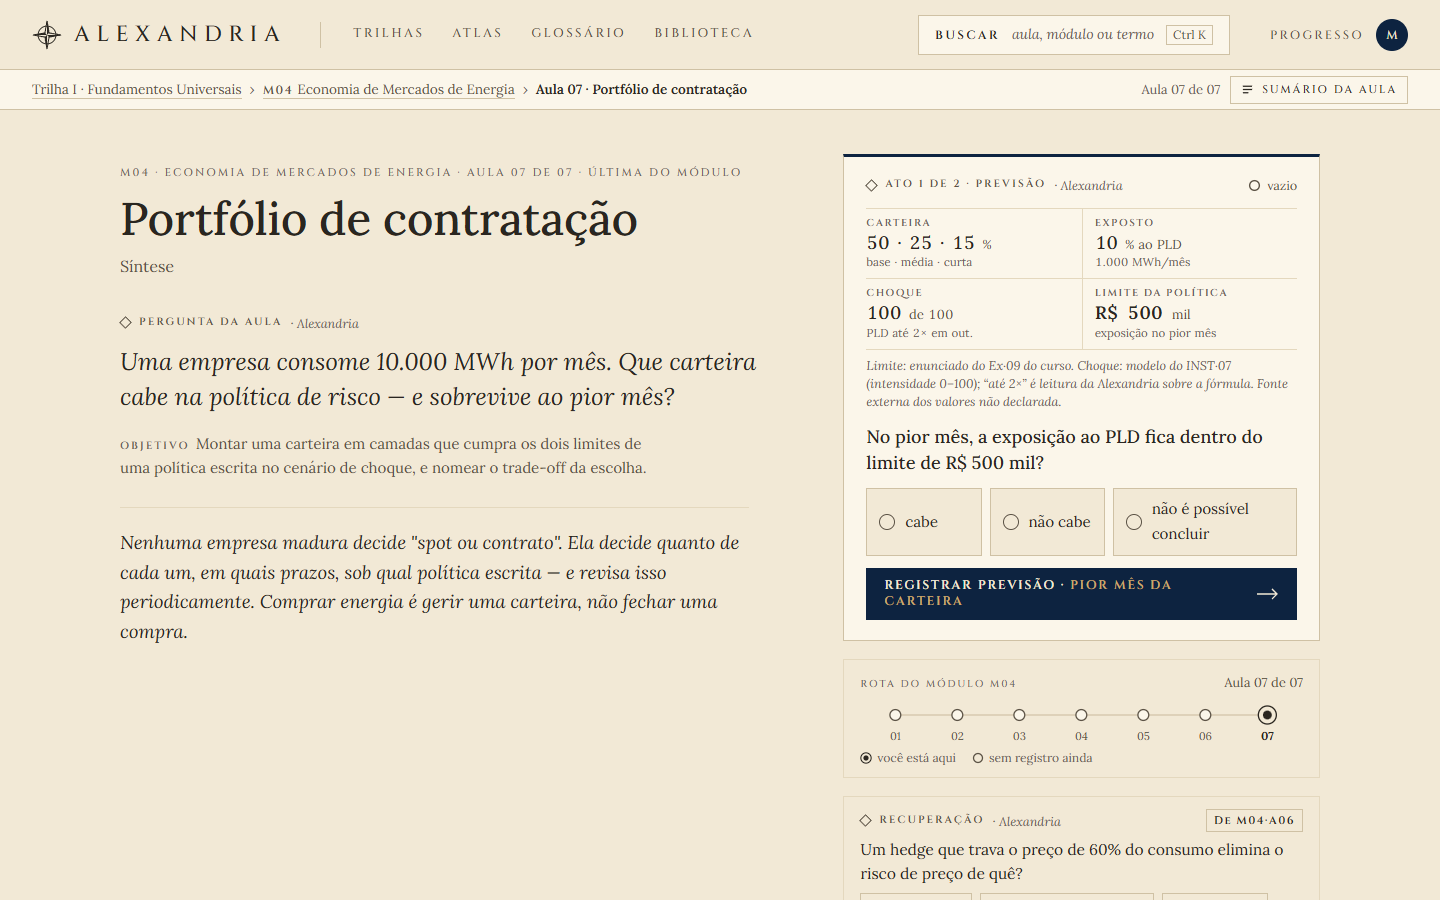 ALEXANDRIA
TRILHAS ATLAS GLOSSÁRIO BIBLIOTECA
BUSCAR aula, módulo ou termo Ctrl K
PROGRESSO M
Trilha I · Fundamentos Universais › M04 Economia de Mercados de Energia › Aula 07 · Portfólio de contratação
Aula 07 de 07 SUMÁRIO DA AULA
M04 · ECONOMIA DE MERCADOS DE ENERGIA · AULA 07 DE 07 · ÚLTIMA DO MÓDULO
Portfólio de contratação
Síntese
PERGUNTA DA AULA · Alexandria
Uma empresa consome 10.000 MWh por mês. Que carteira
cabe na política de risco — e sobrevive ao pior mês?
OBJETIVO Montar uma carteira em camadas que cumpra os dois limites de
uma política escrita no cenário de choque, e nomear o trade-off da escolha.
Nenhuma empresa madura decide "spot ou contrato". Ela decide quanto de
cada um, em quais prazos, sob qual política escrita — e revisa isso
periodicamente. Comprar energia é gerir uma carteira, não fechar uma
compra.
ATO 1 DE 2 · PREVISÃO · Alexandria
vazio
CARTEIRA
50 · 25 · 15 %
base · média · curta
EXPOSTO
10 % ao PLD
1.000 MWh/mês
CHOQUE
100 de 100
PLD até 2× em out.
LIMITE DA POLÍTICA
R$ 500 mil
exposição no pior mês
Limite: enunciado do Ex-09 do curso. Choque: modelo do INST-07
(intensidade 0–100); “até 2×” é leitura da Alexandria sobre a fórmula. Fonte
externa dos valores não declarada.
No pior mês, a exposição ao PLD fica dentro do
limite de R$ 500 mil?
cabe
não cabe
não é possível
concluir
REGISTRAR PREVISÃO · PIOR MÊS DA
CARTEIRA
ROTA DO MÓDULO M04
Aula 07 de 07
01 02 03 04 05 06 07
você está aqui sem registro ainda
RECUPERAÇÃO · Alexandria
DE M04·A06
Um hedge que trava o preço de 60% do consumo elimina o
risco de preço de quê?